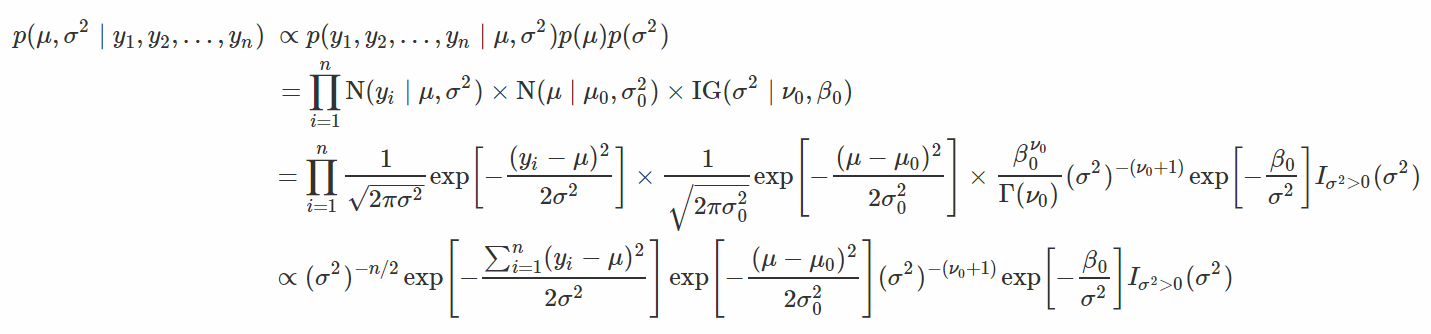 p(μ, σ² | y₁, y₂, …, yₙ) ∝ p(y₁, y₂, …, yₙ | μ, σ²)p(μ)p(σ²)
= ∏ᵢ₌₁ⁿ N(yᵢ | μ, σ²) × N(μ | μ₀, σ₀²) × IG(σ² | ν₀, β₀)
= ∏ᵢ₌₁ⁿ 1/√(2πσ²) exp[−(yᵢ − μ)²/2σ²] × 1/√(2πσ₀²) exp[−(μ − μ₀)²/2σ₀²] × β₀^ν₀/Γ(ν₀) (σ²)^−(ν₀+1) exp[−β₀/σ²] I_σ²>0(σ²)
∝ (σ²)^−n/2 exp[−∑ᵢ₌₁ⁿ(yᵢ − μ)²/2σ²] exp[−(μ − μ₀)²/2σ₀²] (σ²)^−(ν₀+1) exp[−β₀/σ²] I_σ²>0(σ²)